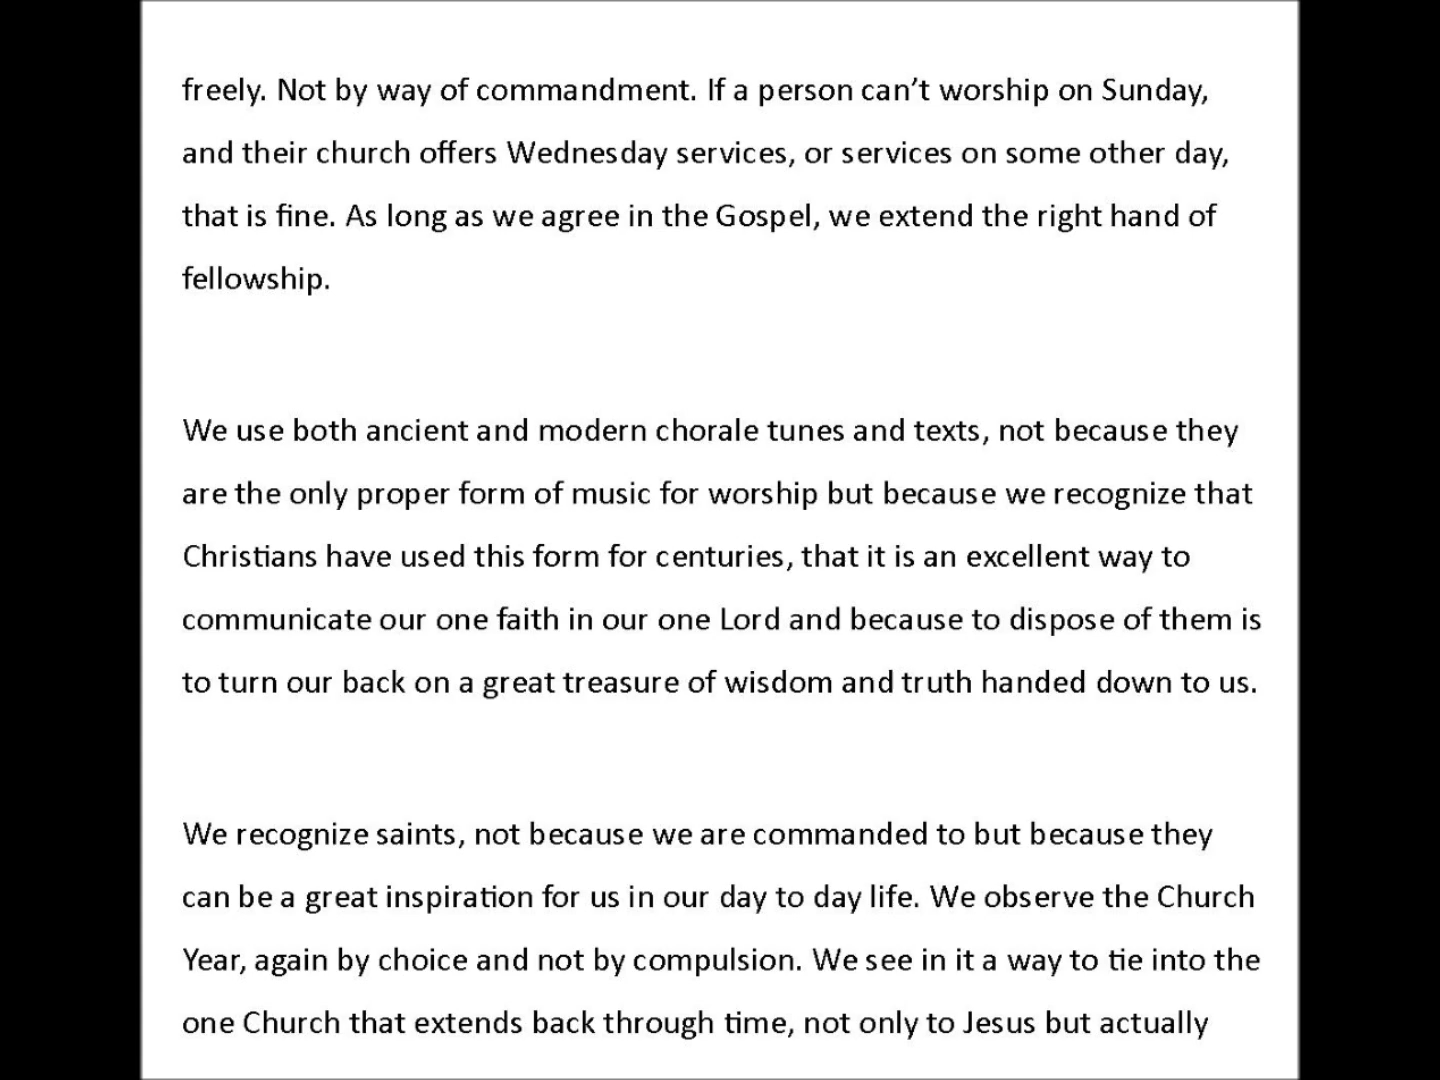 freely. Not by way of commandment. If a person can’t worship on Sunday,
and their church offers Wednesday services, or services on some other day,
that is fine. As long as we agree in the Gospel, we extend the right hand of
fellowship.
We use both ancient and modern chorale tunes and texts, not because they
are the only proper form of music for worship but because we recognize that
Christians have used this form for centuries, that it is an excellent way to
communicate our one faith in our one Lord and because to dispose of them is
to turn our back on a great treasure of wisdom and truth handed down to us.
We recognize saints, not because we are commanded to but because they
can be a great inspiration for us in our day to day life. We observe the Church
Year, again by choice and not by compulsion. We see in it a way to tie into the
one Church that extends back through time, not only to Jesus but actually